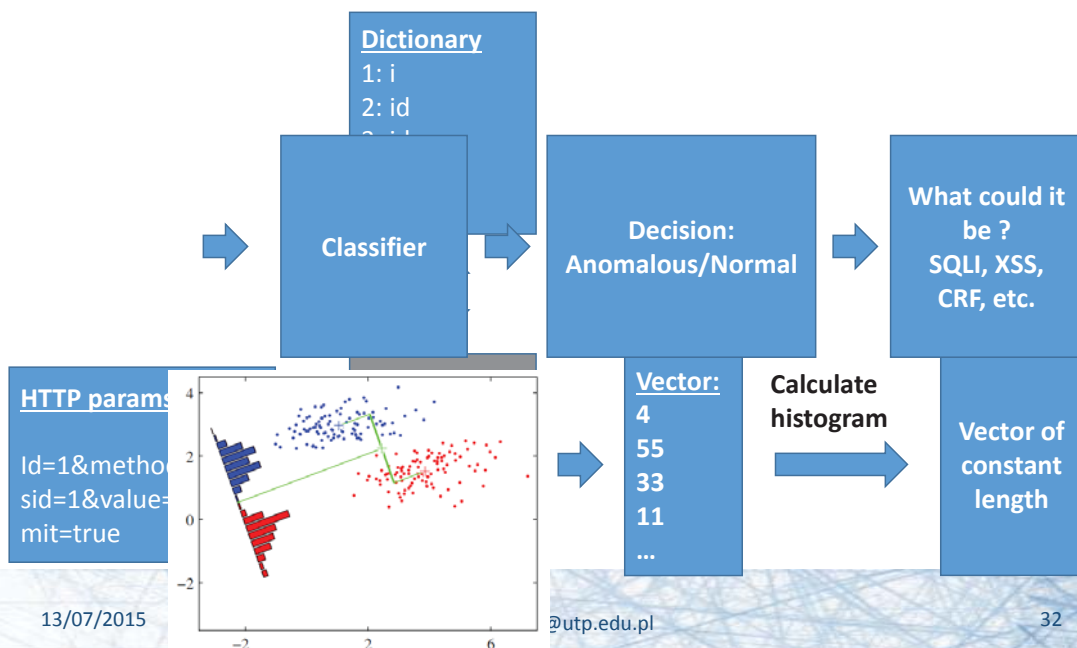 Dictionary
1: i
2: id
Classifier
Decision:
Anomalous/Normal
What could it
be ?
SQLI, XSS,
CRF, etc.
HTTP params
Id=1&metho
sid=1&value=
mit=true
4
2
0
−2
−2
2
6
Vector:
4
55
33
11
...
Calculate
histogram
Vector of
constant
length
13/07/2015
@utp.edu.pl
32